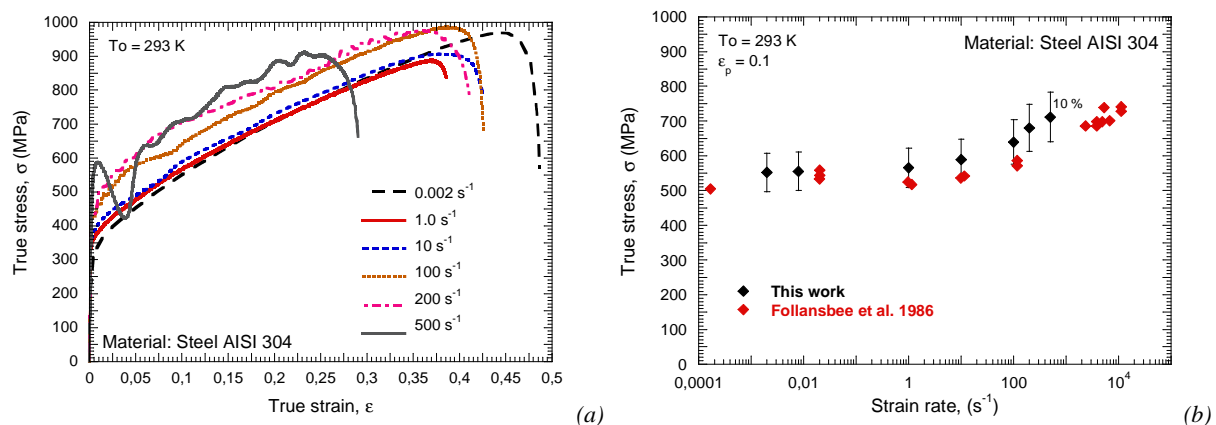 To = 293 K
True stress, σ (MPa)
1000
900
800
700
600
500
400
300
200
100
0
0.002 s-1
1.0 s-1
10 s-1
100 s-1
200 s-1
500 s-1
Material: Steel AISI 304
0 0,05 0,1 0,15 0,2 0,25 0,3 0,35 0,4 0,45 0,5
True strain, ε
(a)
To = 293 K
Material: Steel AISI 304
εp = 0.1
True stress, σ (MPa)
1000
900
800
700
600
500
400
300
200
100
0
10 %
This work
Follansbee et al. 1986
0,0001 0,01 1 100 10^4
Strain rate, (s-1)
(b)